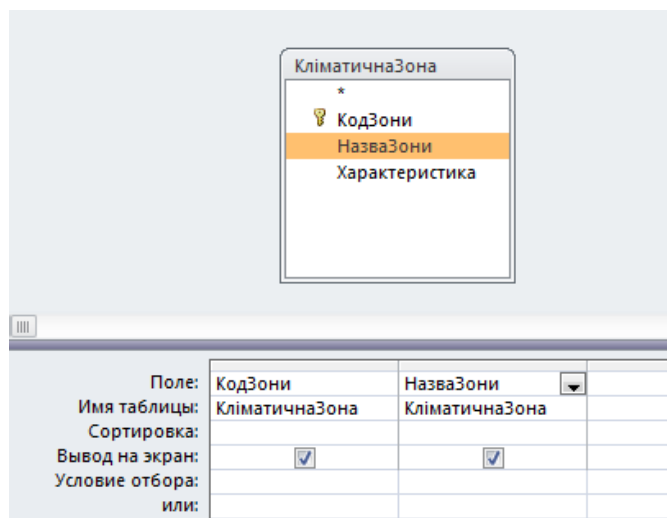 КліматичнаЗона
*
КодЗони
НазваЗони
Характеристика
Поле: КодЗони НазваЗони
Имя таблицы: КліматичнаЗона КліматичнаЗона
Сортировка:
Вывод на экран:
Условие отбора:
или: